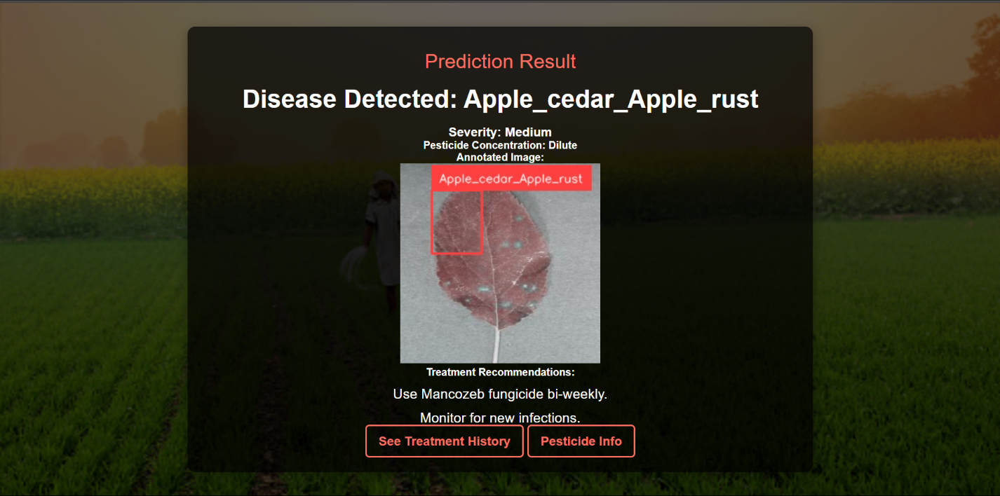 Prediction Result
Disease Detected: Apple_cedar_Apple_rust
Severity: Medium
Pesticide Concentration: Dilute
Annotated Image:
Apple_cedar_Apple_rust
Treatment Recommendations:
Use Mancozeb fungicide bi-weekly.
Monitor for new infections.
See Treatment History Pesticide Info